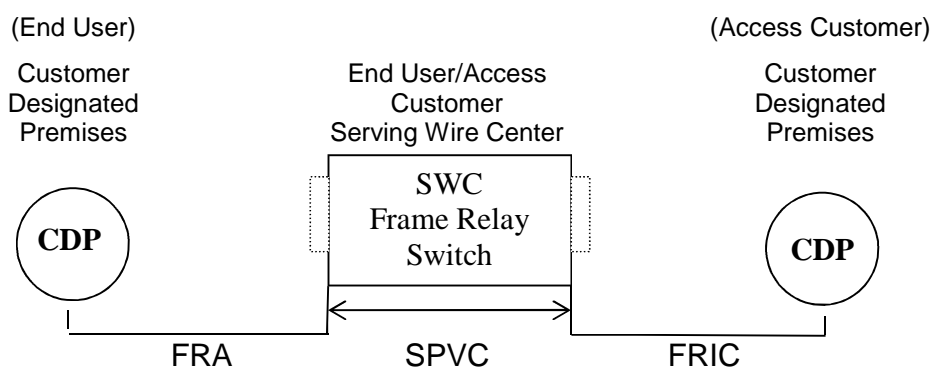 (End User)
(Access Customer)
Customer
Designated
Premises
End User/Access
Customer
Serving Wire Center
Customer
Designated
Premises
CDP
SWC
Frame Relay
Switch
CDP
FRA
SPVC
FRIC